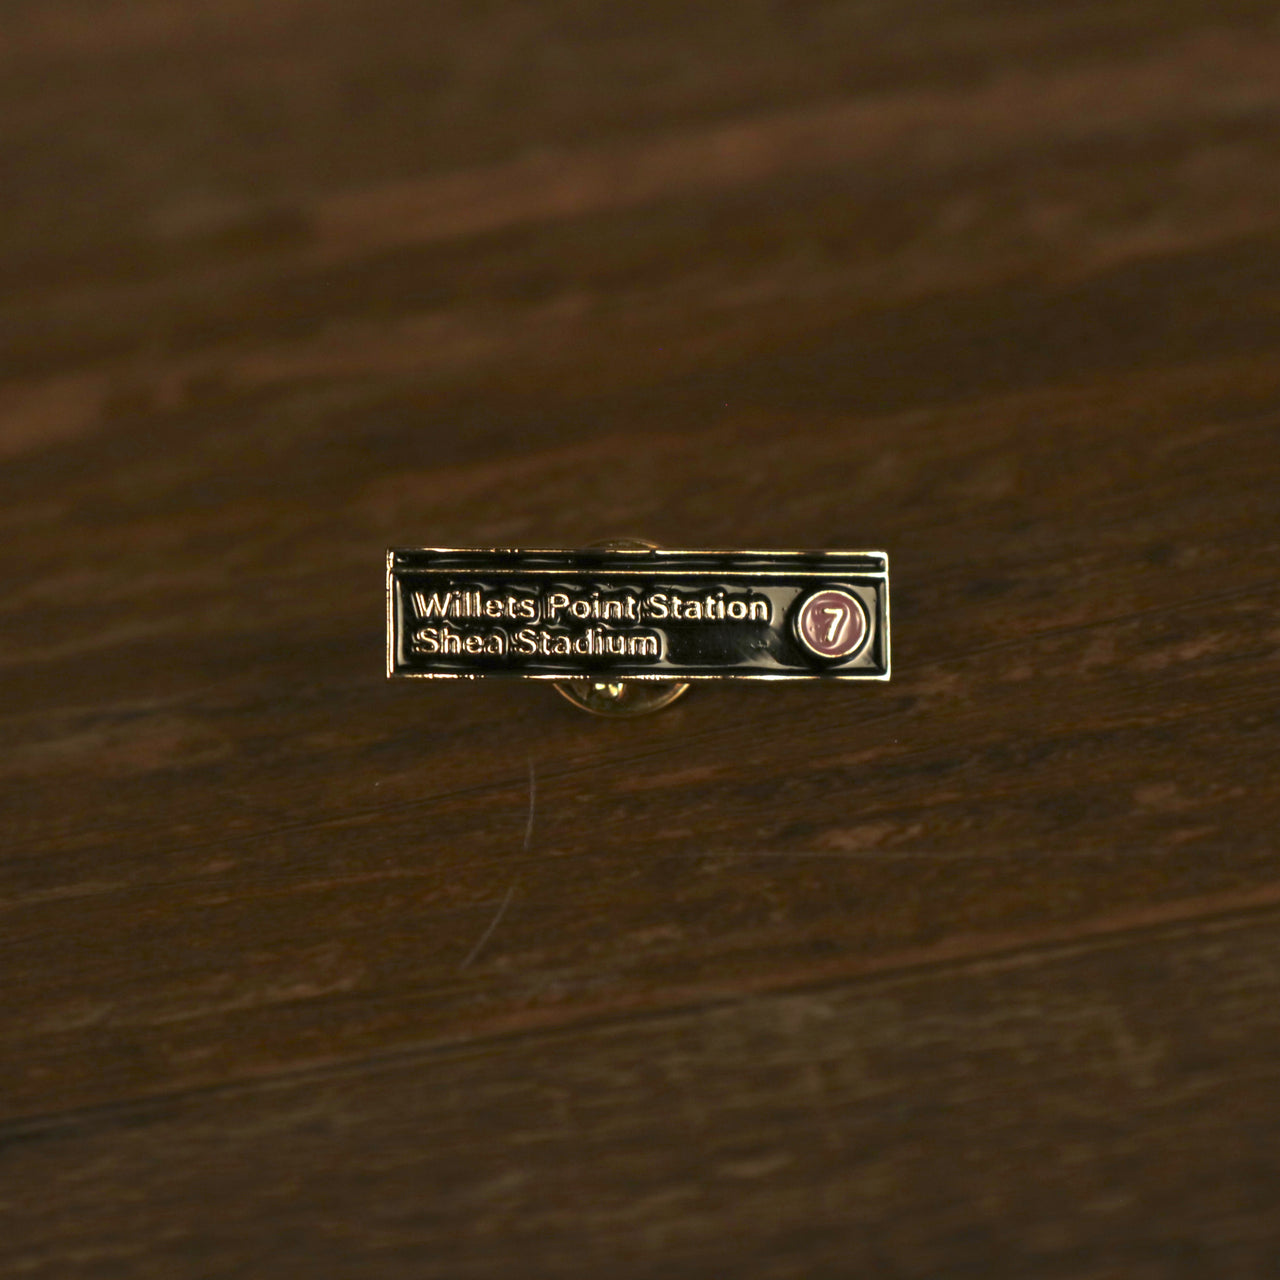 Willets Point Station
Shea Stadium
7